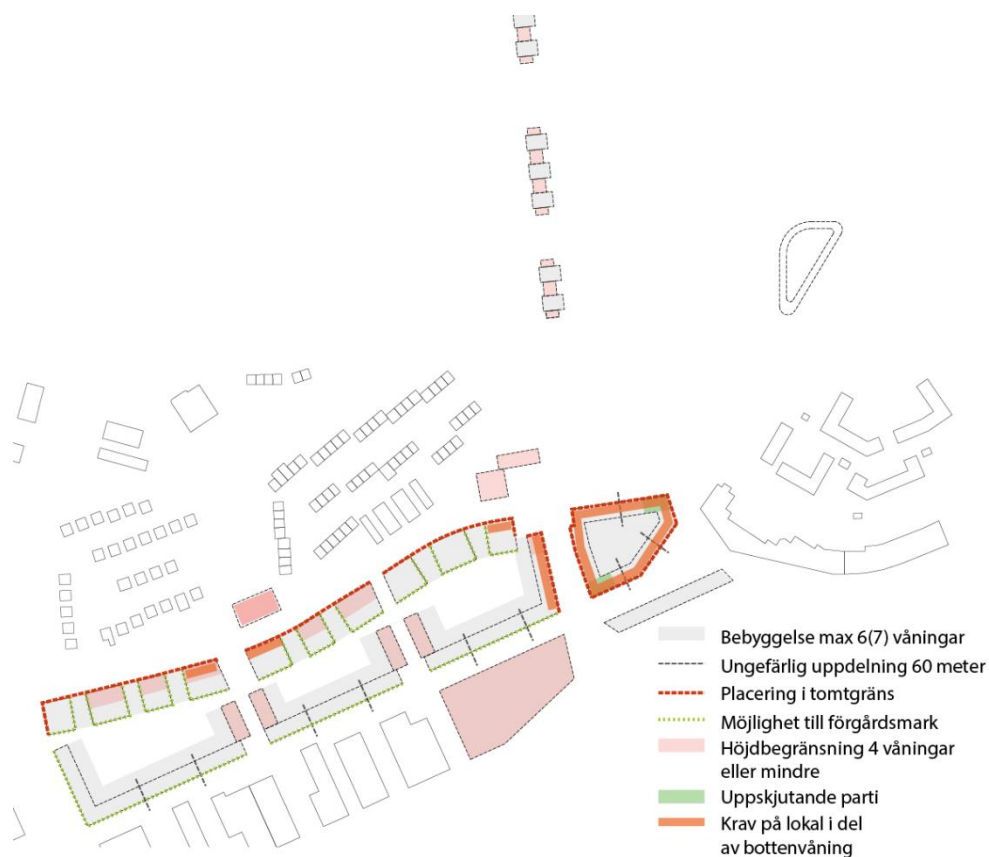 Bebyggelse max 6(7) våningar
Ungefärlig uppdelning 60 meter
Placering i tomtgräns
Möjlighet till förgårdsmark
Höjdbegränsning 4 våningar
eller mindre
Uppskjutande parti
Krav på lokal i del
av bottenvåning